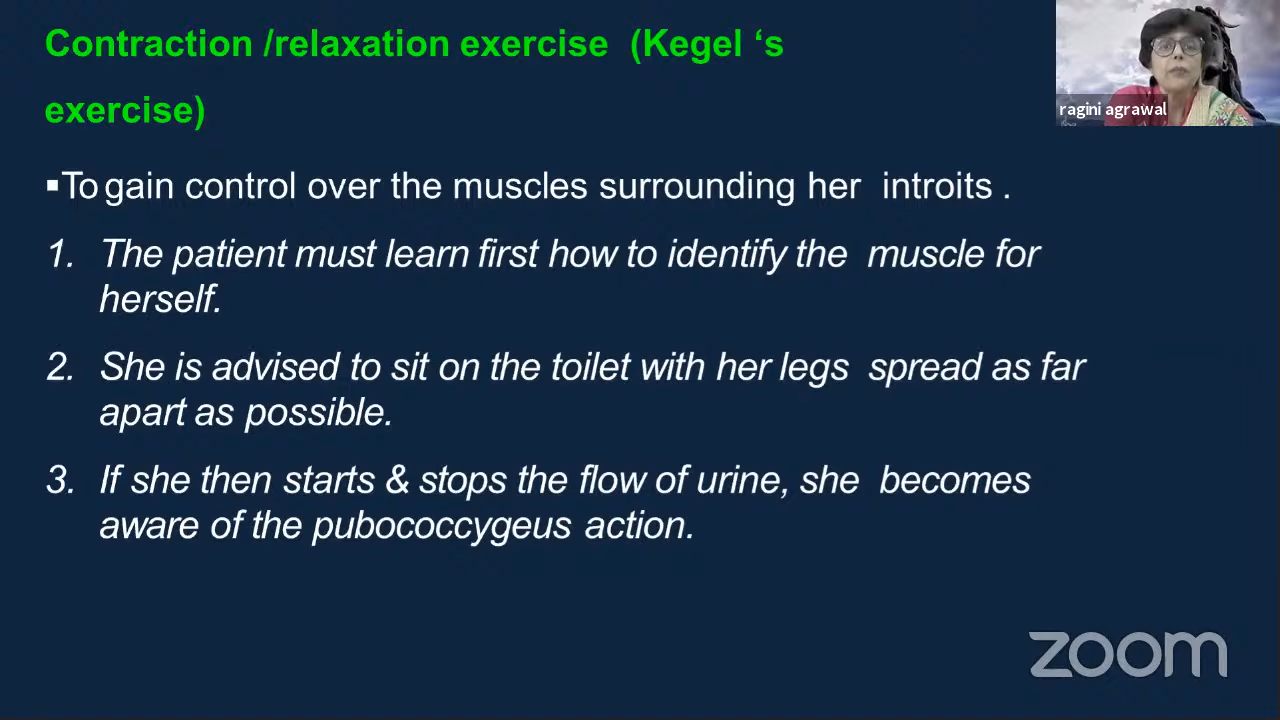 Contraction /relaxation exercise (Kegel ‘s
exercise)
ragini agrawal
▪To gain control over the muscles surrounding her introits .
1. The patient must learn first how to identify the muscle for
herself.
2. She is advised to sit on the toilet with her legs spread as far
apart as possible.
3. If she then starts & stops the flow of urine, she becomes
aware of the pubococcygeus action.
zoom